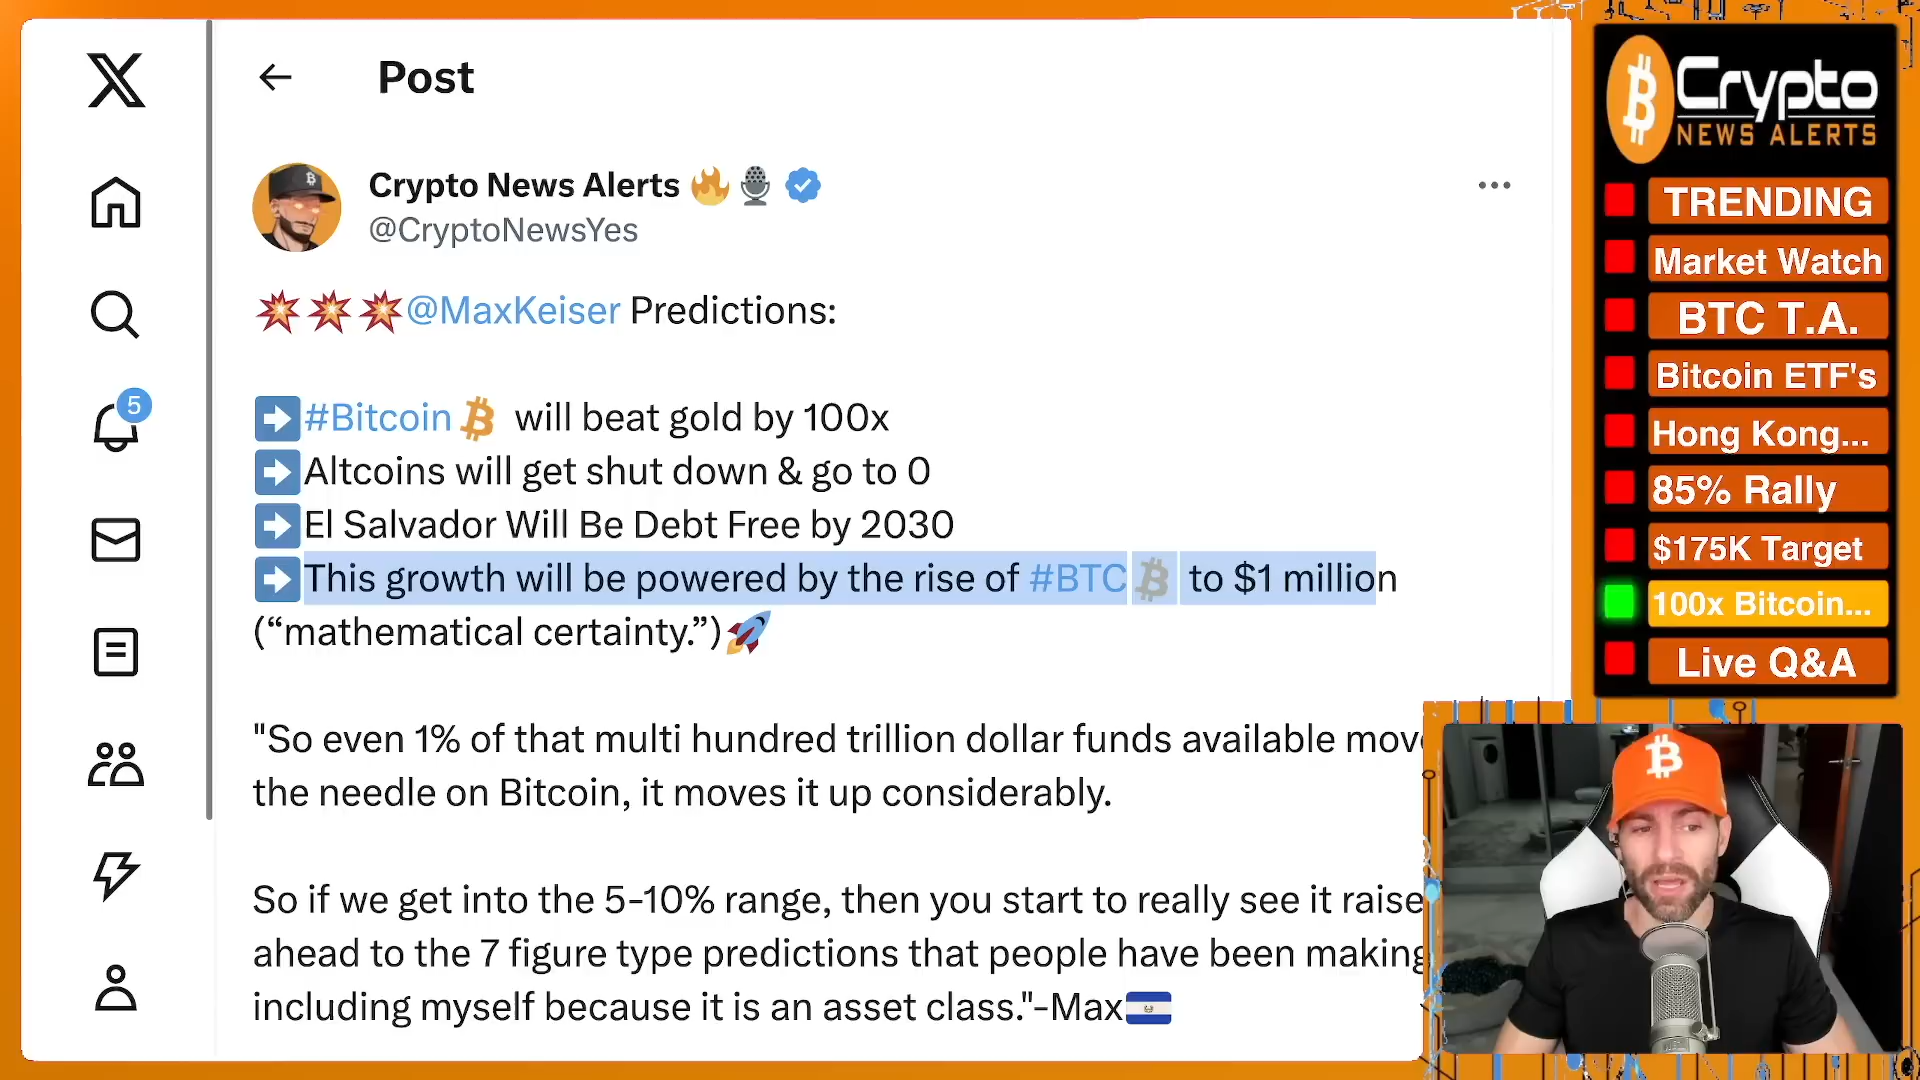 Post
Crypto News Alerts
@CryptoNewsYes
@MaxKeiser Predictions:
#Bitcoin will beat gold by 100x
Altcoins will get shut down & go to 0
El Salvador Will Be Debt Free by 2030
This growth will be powered by the rise of #BTC to $1 million
(“mathematical certainty.”)
"So even 1% of that multi hundred trillion dollar funds available move
the needle on Bitcoin, it moves it up considerably.
So if we get into the 5-10% range, then you start to really see it raise
ahead to the 7 figure type predictions that people have been making
including myself because it is an asset class."-Max
5
Crypto
NEWS ALERTS
TRENDING
Market Watch
BTC T.A.
Bitcoin ETF's
Hong Kong...
85% Rally
$175K Target
100x Bitcoin...
Live Q&A